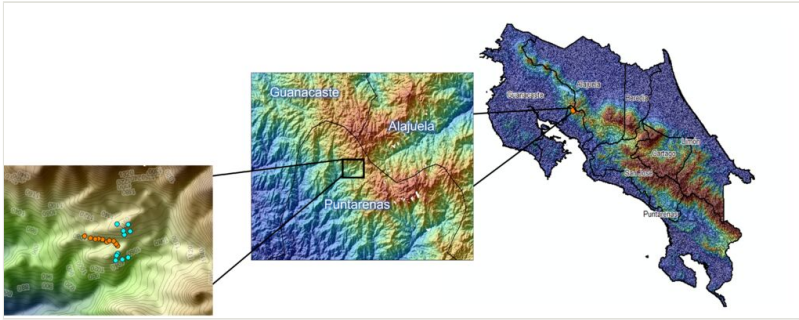 Guanacaste
Alajuela
Puntarenas
Alajuela
Guanacaste
Heredia
Limón
Cartago
San José
Puntarenas